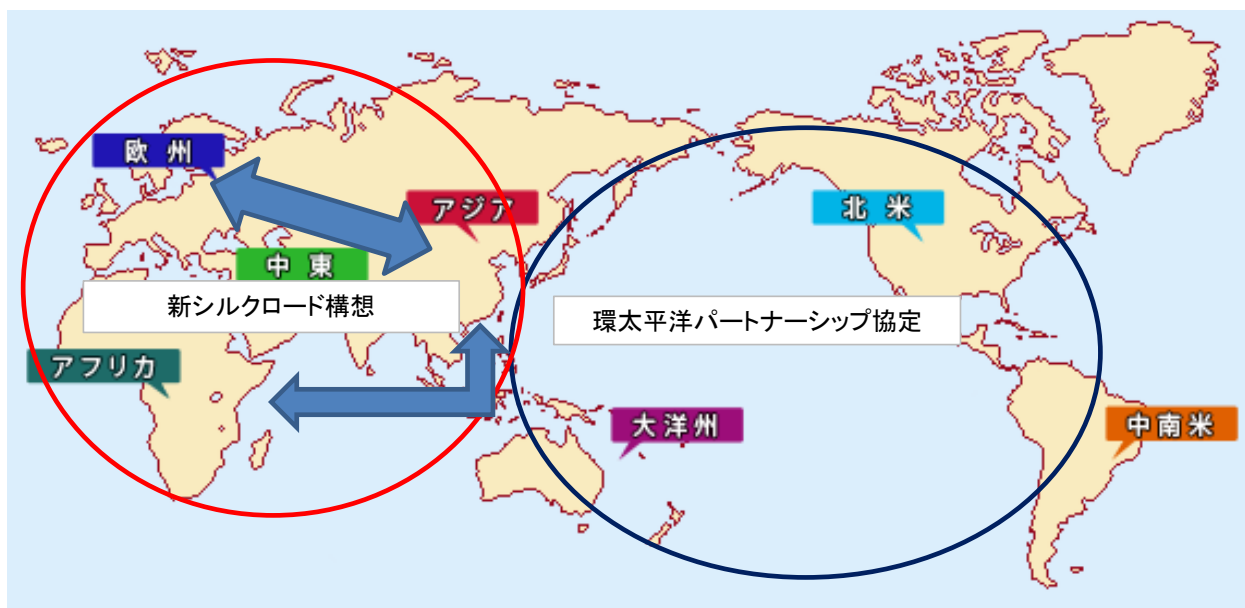 欧州
アジア
北米
中東
新シルクロード構想
環太平洋パートナーシップ協定
アフリカ
大洋州
中南米